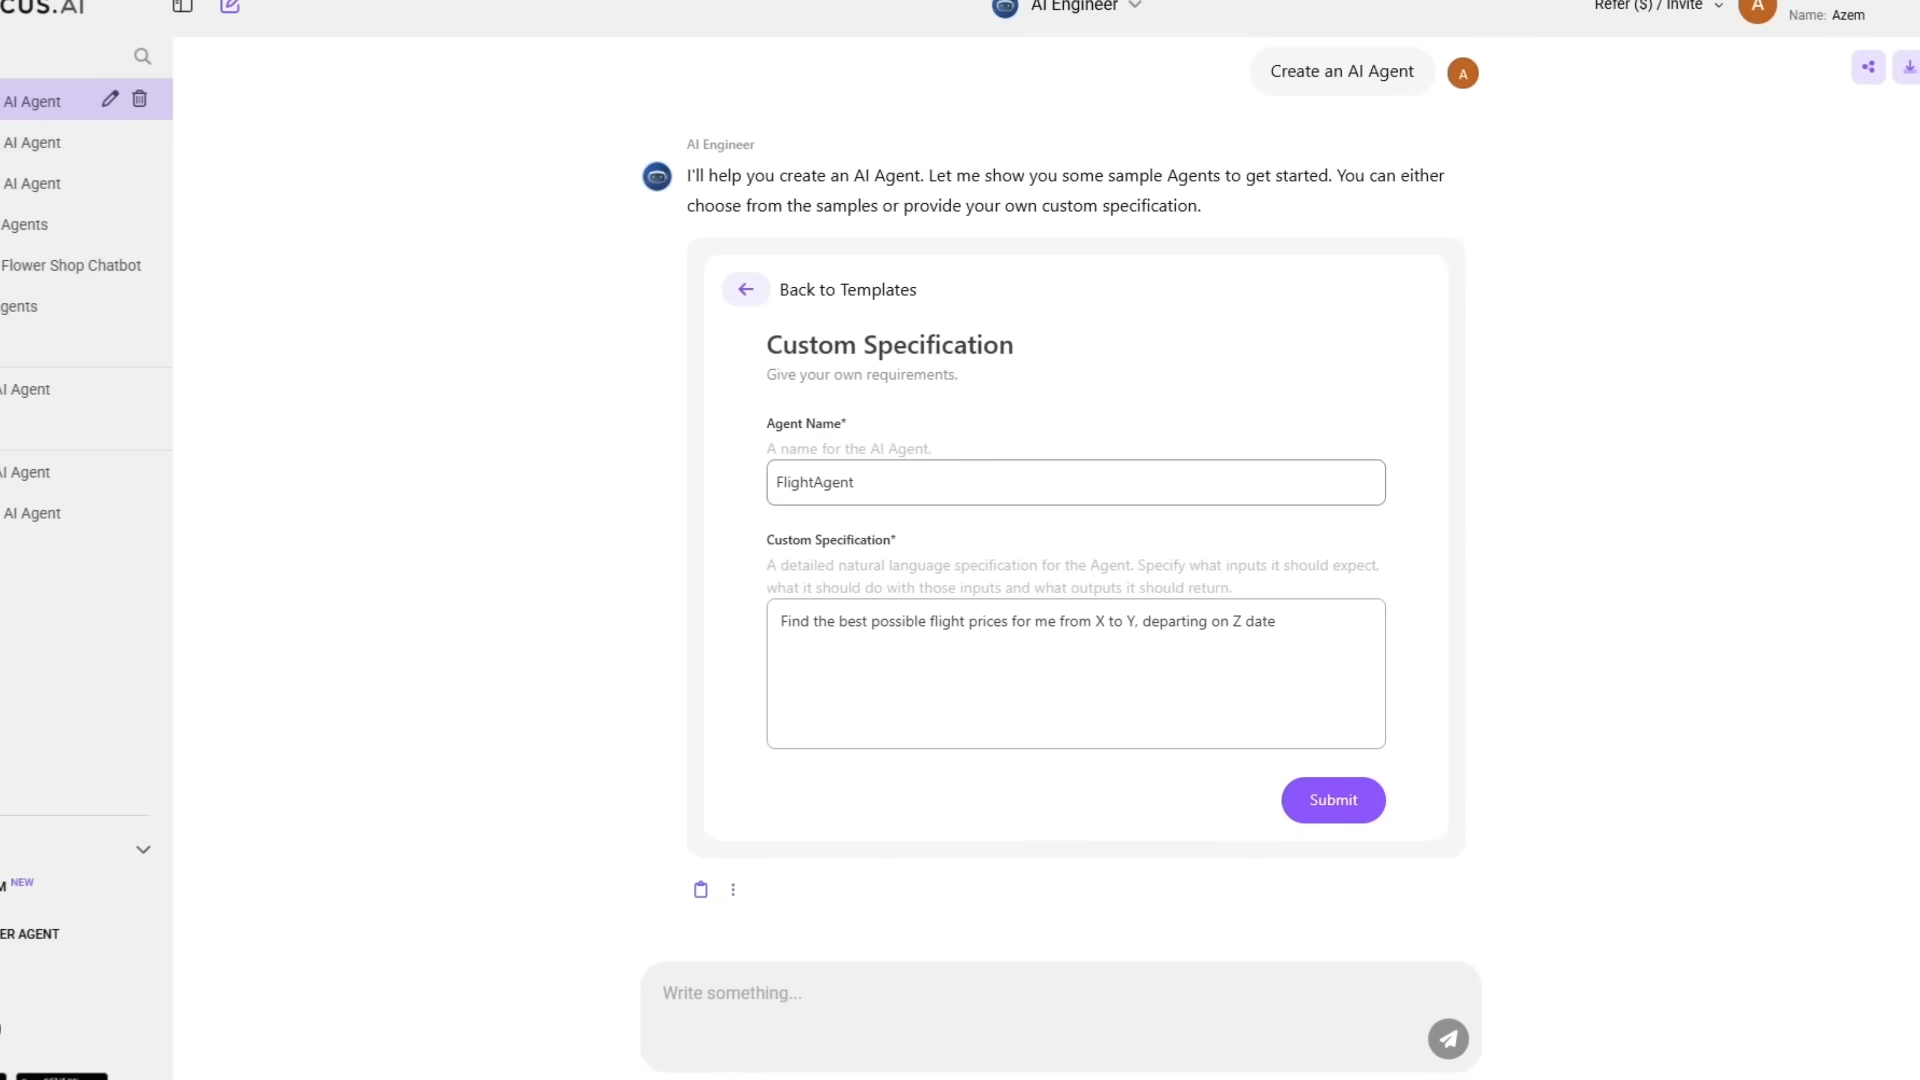 CUS.AI
AI Engineer
Refer ($) / Invite
A
Name: Azem
AI Agent
AI Agent
AI Agent
Agents
Flower Shop Chatbot
gents
AI Agent
AI Agent
AI Agent
NEW
ER AGENT
Create an AI Agent
A
AI Engineer
I'll help you create an AI Agent. Let me show you some sample Agents to get started. You can either
choose from the samples or provide your own custom specification.
Back to Templates
Custom Specification
Give your own requirements.
Agent Name*
A name for the AI Agent.
FlightAgent
Custom Specification*
A detailed natural language specification for the Agent. Specify what inputs it should expect,
what it should do with those inputs and what outputs it should return.
Find the best possible flight prices for me from X to Y, departing on Z date
Submit
Write something...